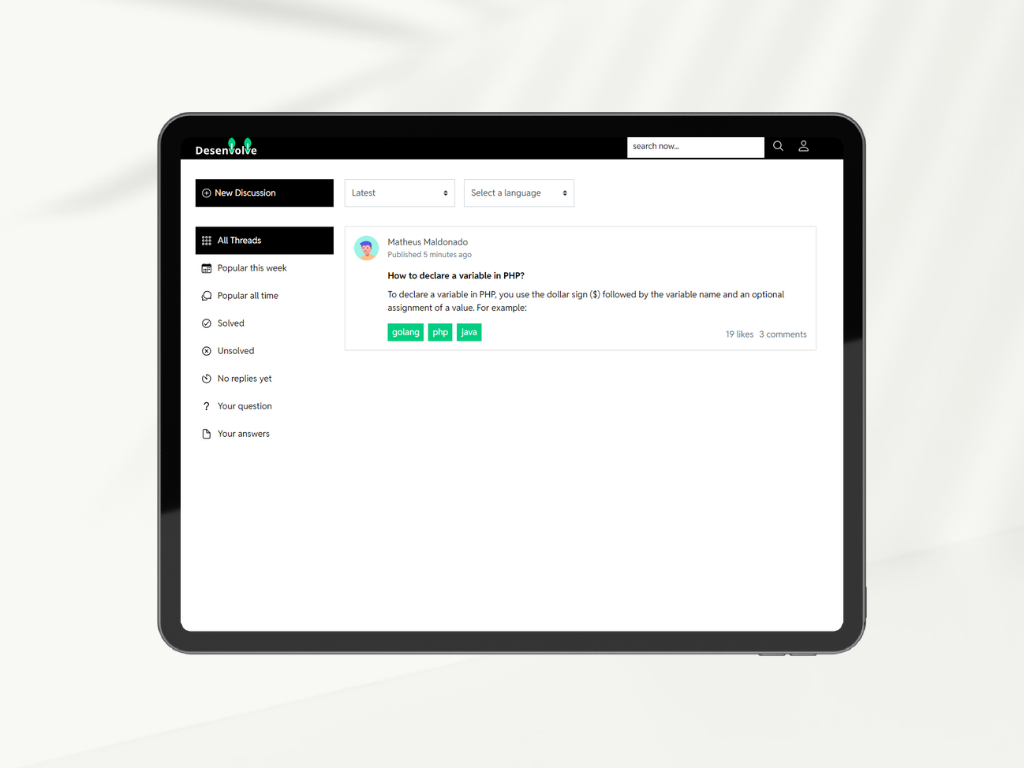 Desenvolve
search now...
New Discussion
Latest
Select a language
All Threads
Popular this week
Popular all time
Solved
Unsolved
No replies yet
? Your question
Your answers
Matheus Maldonado
Published 5 minutes ago
How to declare a variable in PHP?
To declare a variable in PHP, you use the dollar sign ($) followed by the variable name and an optional
assignment of a value. For example:
golang php java
19 likes 3 comments